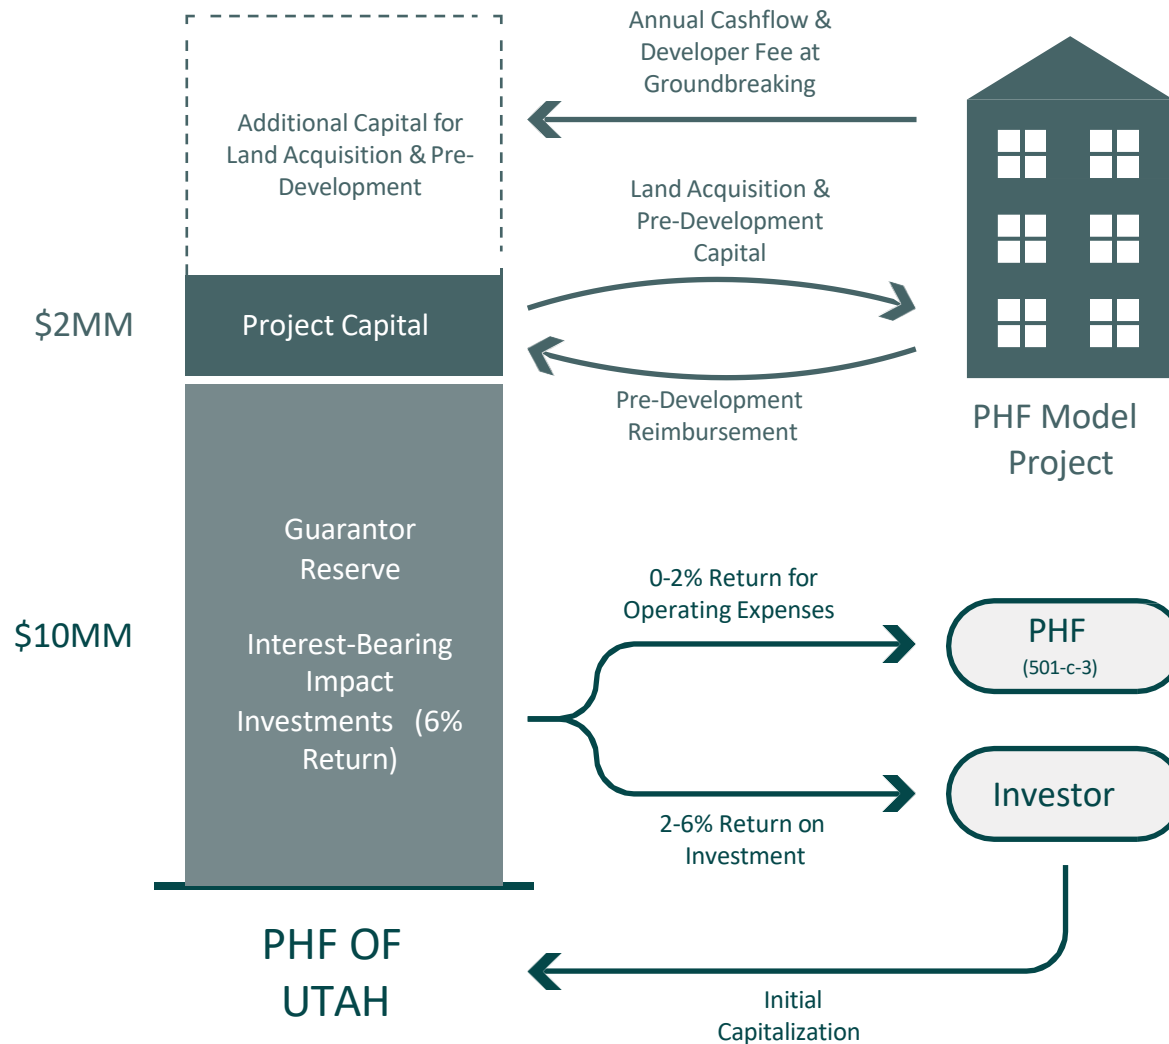 Annual Cashflow &
Developer Fee at
Groundbreaking
Additional Capital for
Land Acquisition & Pre-
Development
Land Acquisition &
Pre-Development
Capital
$2MM
Project Capital
Pre-Development
Reimbursement
PHF Model
Project
Guarantor
Reserve
$10MM
Interest-Bearing
Impact
Investments (6%
Return)
0-2% Return for
Operating Expenses
PHF
(501-c-3)
2-6% Return on
Investment
Investor
PHF OF
UTAH
Initial
Capitalization